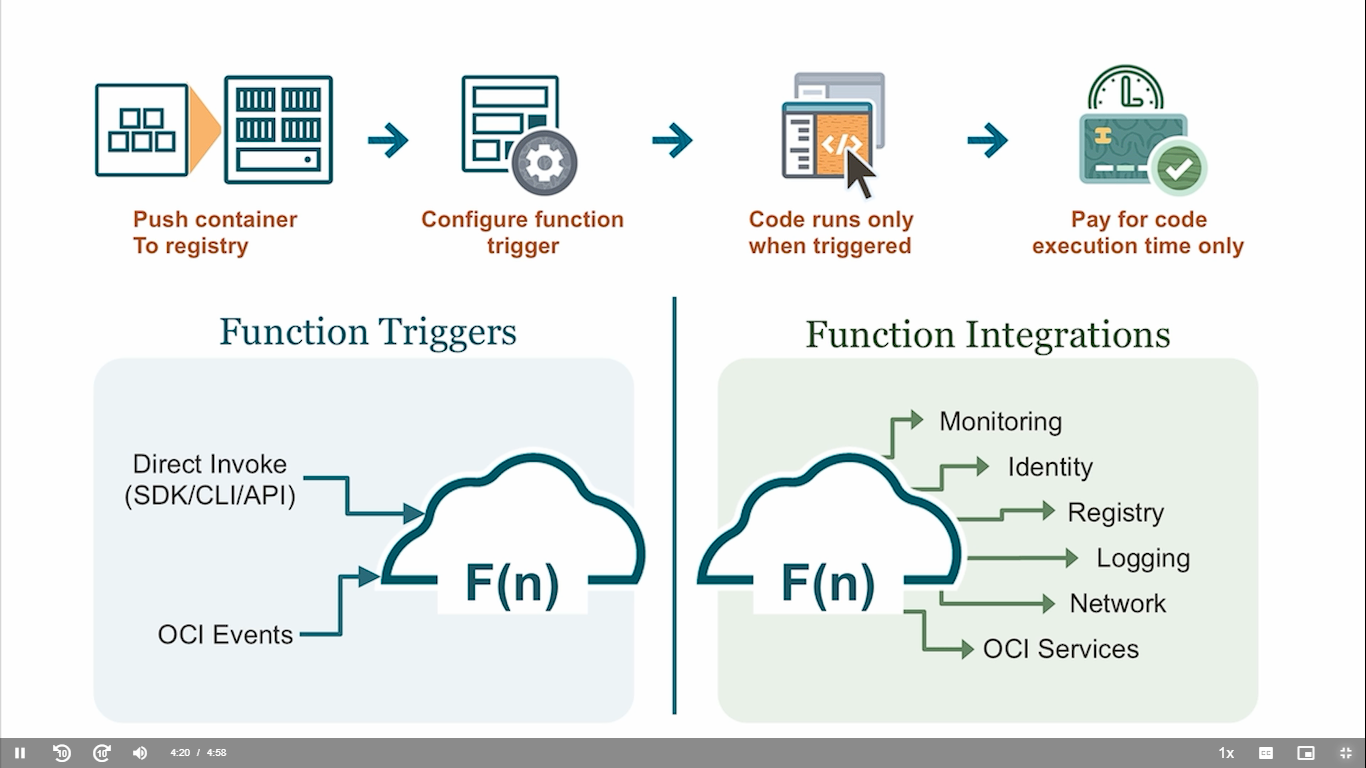 Push container
To registry
Configure function
trigger
Code runs only
when triggered
Pay for code
execution time only
Function Triggers
Direct Invoke
(SDK/CLI/API)
OCI Events
F(n)
Function Integrations
F(n)
Monitoring
Identity
Registry
Logging
Network
OCI Services
10
10
4:20 / 4:58
1x
CC